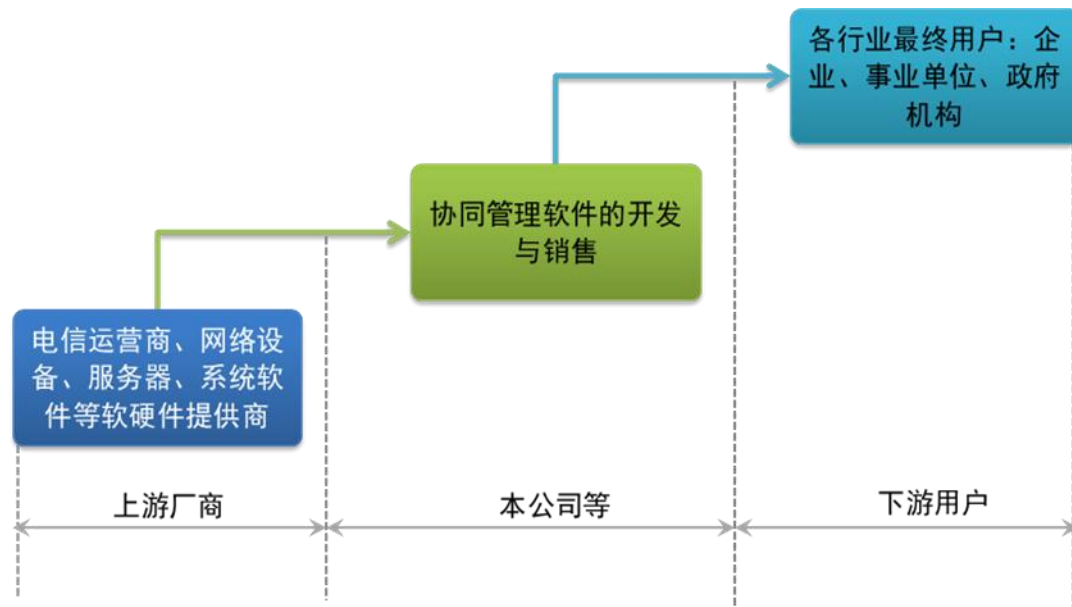 各行业最终用户：企
业、事业单位、政府
机构
协同管理软件的开发
与销售
电信运营商、网络设
备、服务器、系统软
件等软硬件提供商
上游厂商
本公司等
下游用户